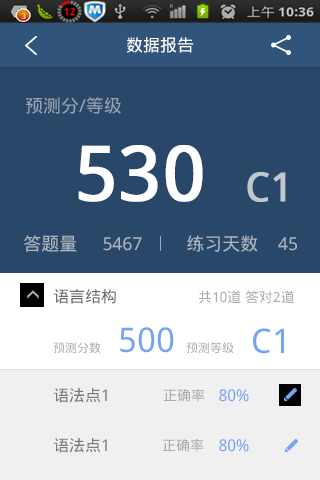 3 12 M 上午 10:36
数据报告
预测分/等级
530 C1
答题量 5467 练习天数 45
语言结构 共10道 答对2道
预测分数 500 预测等级 C1
语法点1 正确率 80%
语法点1 正确率 80%